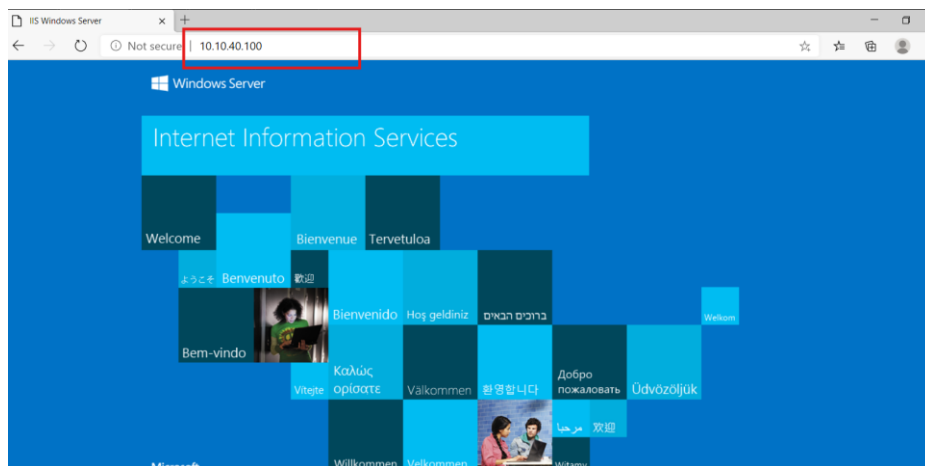 IIS Windows Server
Not secure | 10.10.40.100
Windows Server
Internet Information Services
Welcome
Bienvenue
Tervetuloa
ようこそ
Benvenuto
歡迎
Bienvenido
Hoş geldiniz
ברוכים הבאים
Welkom
Bem-vindo
Vítejte
Καλώς
ορίσατε
Välkommen
환영합니다
Добро
пожаловать
Üdvözöljük
مرحبا
欢迎
Microsoft
Willkommen
Velkommen
Witamy